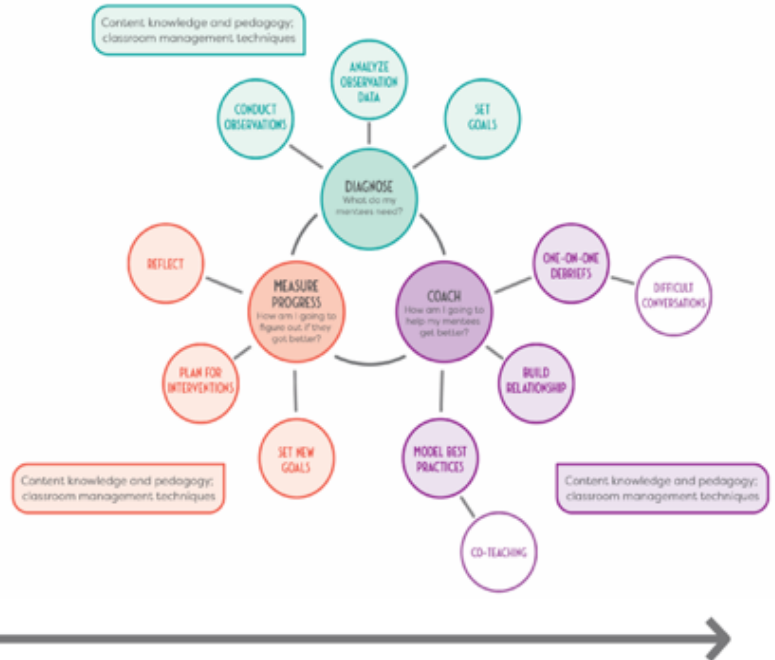 Content knowledge and pedagogy;
classroom management techniques
ANALYZE
OBSERVATION
DATA
CONDUCT
OBSERVATIONS
SET
GOALS
DIAGNOSE
What do my
mentees need?
REFLECT
MEASURE
PROGRESS
How am I going to
figure out if they
got better?
COACH
How am I going to
help my mentees
get better?
ONE-ON-ONE
DEBRIEFS
DIFFICULT
CONVERSATIONS
PLAN FOR
INTERVENTIONS
BUILD
RELATIONSHIP
SET NEW
GOALS
MODEL BEST
PRACTICES
Content knowledge and pedagogy;
classroom management techniques
Content knowledge and pedagogy;
classroom management techniques
CO-TEACHING